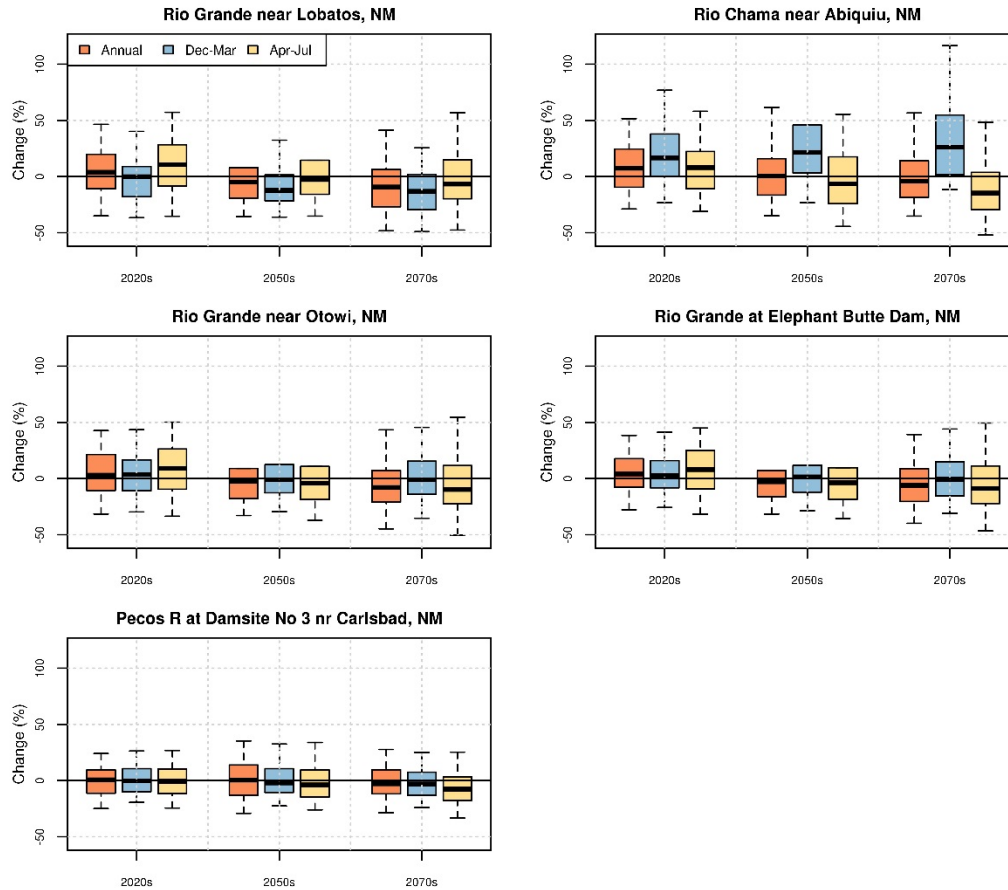 Rio Grande near Lobatos, NM
Annual Dec-Mar Apr-Jul
Change (%)
100
50
0
-50
2020s 2050s 2070s
Rio Chama near Abiquiu, NM
Change (%)
100
50
0
-50
2020s 2050s 2070s
Rio Grande near Otowi, NM
Change (%)
100
50
0
-50
2020s 2050s 2070s
Rio Grande at Elephant Butte Dam, NM
Change (%)
100
50
0
-50
2020s 2050s 2070s
Pecos R at Damsite No 3 nr Carlsbad, NM
Change (%)
100
50
0
-50
2020s 2050s 2070s